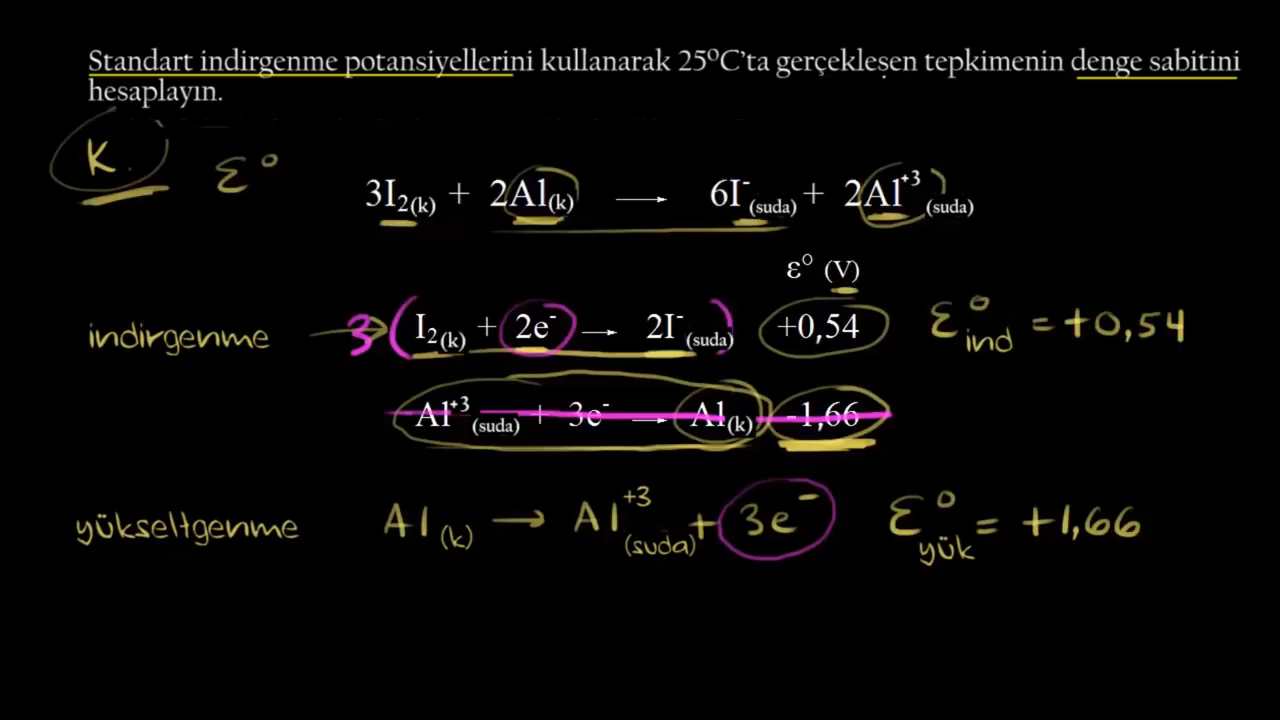 Standart indirgenme potansiyellerini kullanarak 25⁰C'ta gerçekleşen tepkimenin denge sabitini
hesaplayın.
K ε°
3I₂(k) + 2Al(k) → 6I⁻(suda) + 2Al⁺³(suda)
ε° (V)
indirgenme → 3 (I₂(k) + 2e⁻ → 2I⁻(suda)) +0,54 ε°ind = +0,54
Al⁺³(suda) + 3e⁻ → Al(k) -1,66
yükseltgenme Al(k) → Al⁺³(suda) + 3e⁻ ε°yük = +1,66